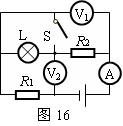 V₁
L S R₂
V₂ A
R₁
图 16